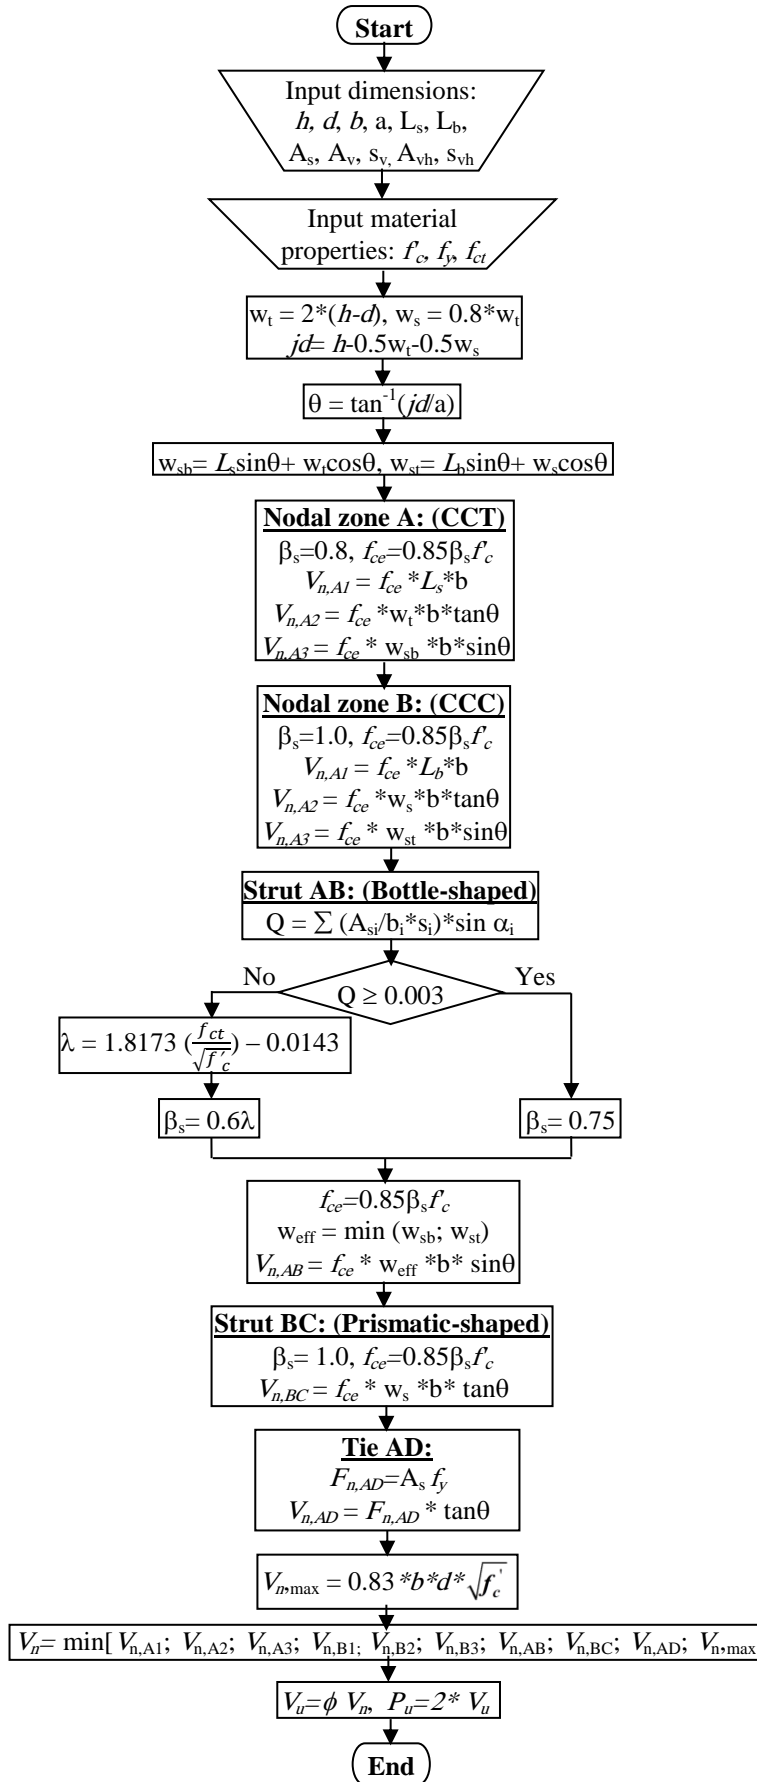 Start
Input dimensions:
h, d, b, a, Lₛ, L_b,
Aₛ, Aᵥ, sᵥ, A_vh, s_vh
Input material
properties: f'_c, f_y, f_ct
w_t = 2*(h-d), w_s = 0.8*w_t
jd= h-0.5w_t-0.5w_s
θ = tan⁻¹(jd/a)
w_sb= L_s sinθ+ w_t cosθ, w_st= L_b sinθ+ w_s cosθ
Nodal zone A: (CCT)
β_s=0.8, f_ce=0.85β_s f'_c
V_n,A1 = f_ce *L_s*b
V_n,A2 = f_ce *w_t*b*tanθ
V_n,A3 = f_ce * w_sb *b*sinθ
Nodal zone B: (CCC)
β_s=1.0, f_ce=0.85β_s f'_c
V_n,A1 = f_ce *L_b*b
V_n,A2 = f_ce *w_s*b*tanθ
V_n,A3 = f_ce * w_st *b*sinθ
Strut AB: (Bottle-shaped)
Q = ∑ (A_si/b_i*s_i)*sin α_i
No Yes
Q ≥ 0.003
λ = 1.8173 (f_ct/√f'_c) – 0.0143
β_s= 0.6λ
β_s= 0.75
f_ce=0.85β_s f'_c
w_eff = min (w_sb; w_st)
V_n,AB = f_ce * w_eff *b* sinθ
Strut BC: (Prismatic-shaped)
β_s= 1.0, f_ce=0.85β_s f'_c
V_n,BC = f_ce * w_s *b* tanθ
Tie AD:
F_n,AD=A_s f_y
V_n,AD = F_n,AD * tanθ
V_n,max = 0.83 *b*d*√f_c'
V_n= min[ V_n,A1; V_n,A2; V_n,A3; V_n,B1; V_n,B2; V_n,B3; V_n,AB; V_n,BC; V_n,AD; V_n,max
V_u=ϕ V_n, P_u=2* V_u
End